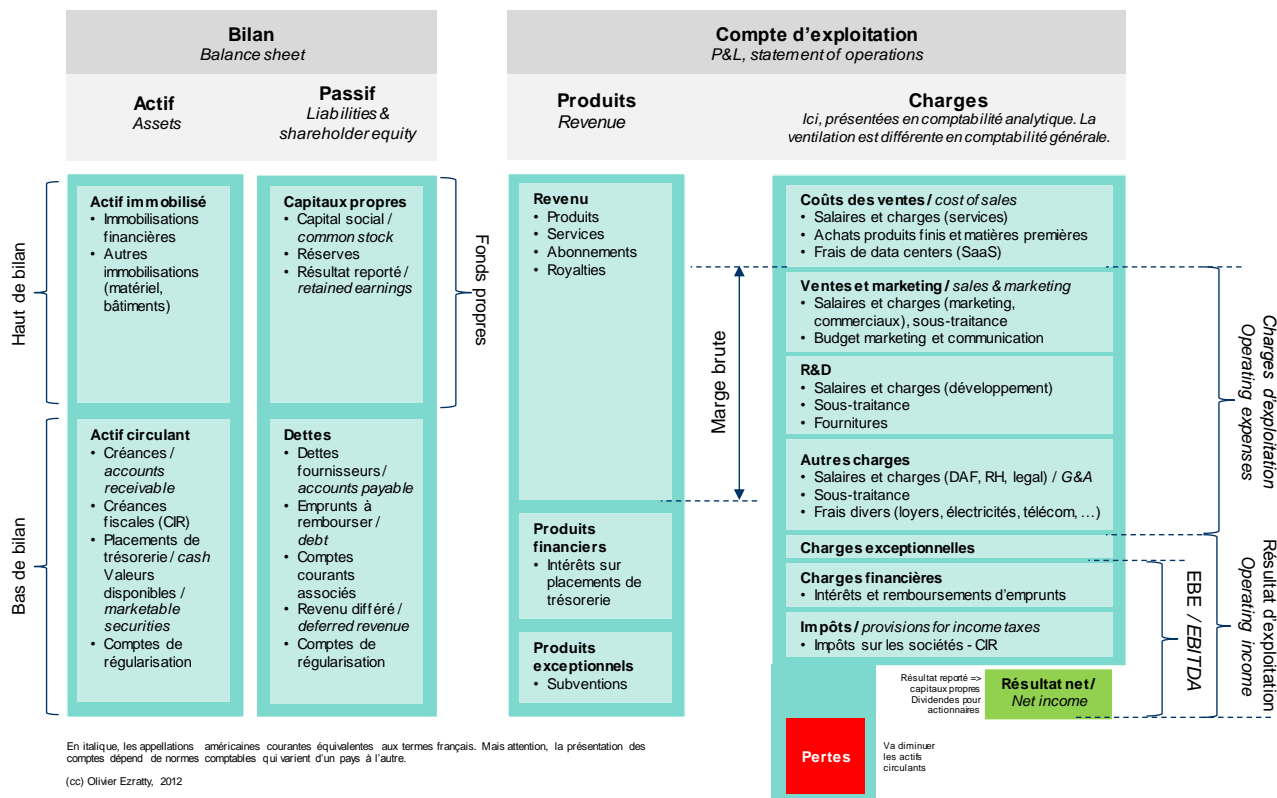 Bilan
Balance sheet
Compte d’exploitation
P&L, statement of operations
Actif
Assets
Passif
Liabilities &
shareholder equity
Produits
Revenue
Charges
Ici, présentées en comptabilité analytique. La
ventilation est différente en comptabilité générale.
Haut de bilan
Actif immobilisé
• Immobilisations
financières
• Autres
immobilisations
(matériel,
bâtiments)
Capitaux propres
• Capital social /
common stock
• Réserves
• Résultat reporté /
retained earnings
Fonds propres
Bas de bilan
Actif circulant
• Créances /
accounts
receivable
• Créances
fiscales (CIR)
• Placements de
trésorerie / cash
Valeurs
disponibles /
marketable
securities
• Comptes de
régularisation
Dettes
• Dettes
fournisseurs /
accounts payable
• Emprunts à
rembourser /
debt
• Comptes
courants
associés
• Revenu différé /
deferred revenue
• Comptes de
régularisation
Revenu
• Produits
• Services
• Abonnements
• Royalties
Produits
financiers
• Intérêts sur
placements de
trésorerie
Produits
exceptionnels
• Subventions
Marge brute
Coûts des ventes / cost of sales
• Salaires et charges (services)
• Achats produits finis et matières premières
• Frais de data centers (SaaS)
Ventes et marketing / sales & marketing
• Salaires et charges (marketing,
commerciaux), sous-traitance
• Budget marketing et communication
R&D
• Salaires et charges (développement)
• Sous-traitance
• Fournitures
Autres charges
• Salaires et charges (DAF, RH, legal) / G&A
• Sous-traitance
• Frais divers (loyers, électricités, télécom, …)
Charges exceptionnelles
Charges financières
• Intérêts et remboursements d’emprunts
Impôts / provisions for income taxes
• Impôts sur les sociétés - CIR
Charges d’exploitation
Operating expenses
EBE / EBITDA
Résultat d’exploitation
Operating income
Résultat reporté =>
capitaux propres
Dividendes pour
actionnaires
Résultat net /
Net income
Pertes
Va diminuer
les actifs
circulants
En italique, les appellations américaines courantes équivalentes aux termes français. Mais attention, la présentation des
comptes dépend de normes comptables qui varient d’un pays à l’autre.
(cc) Olivier Ezratty, 2012